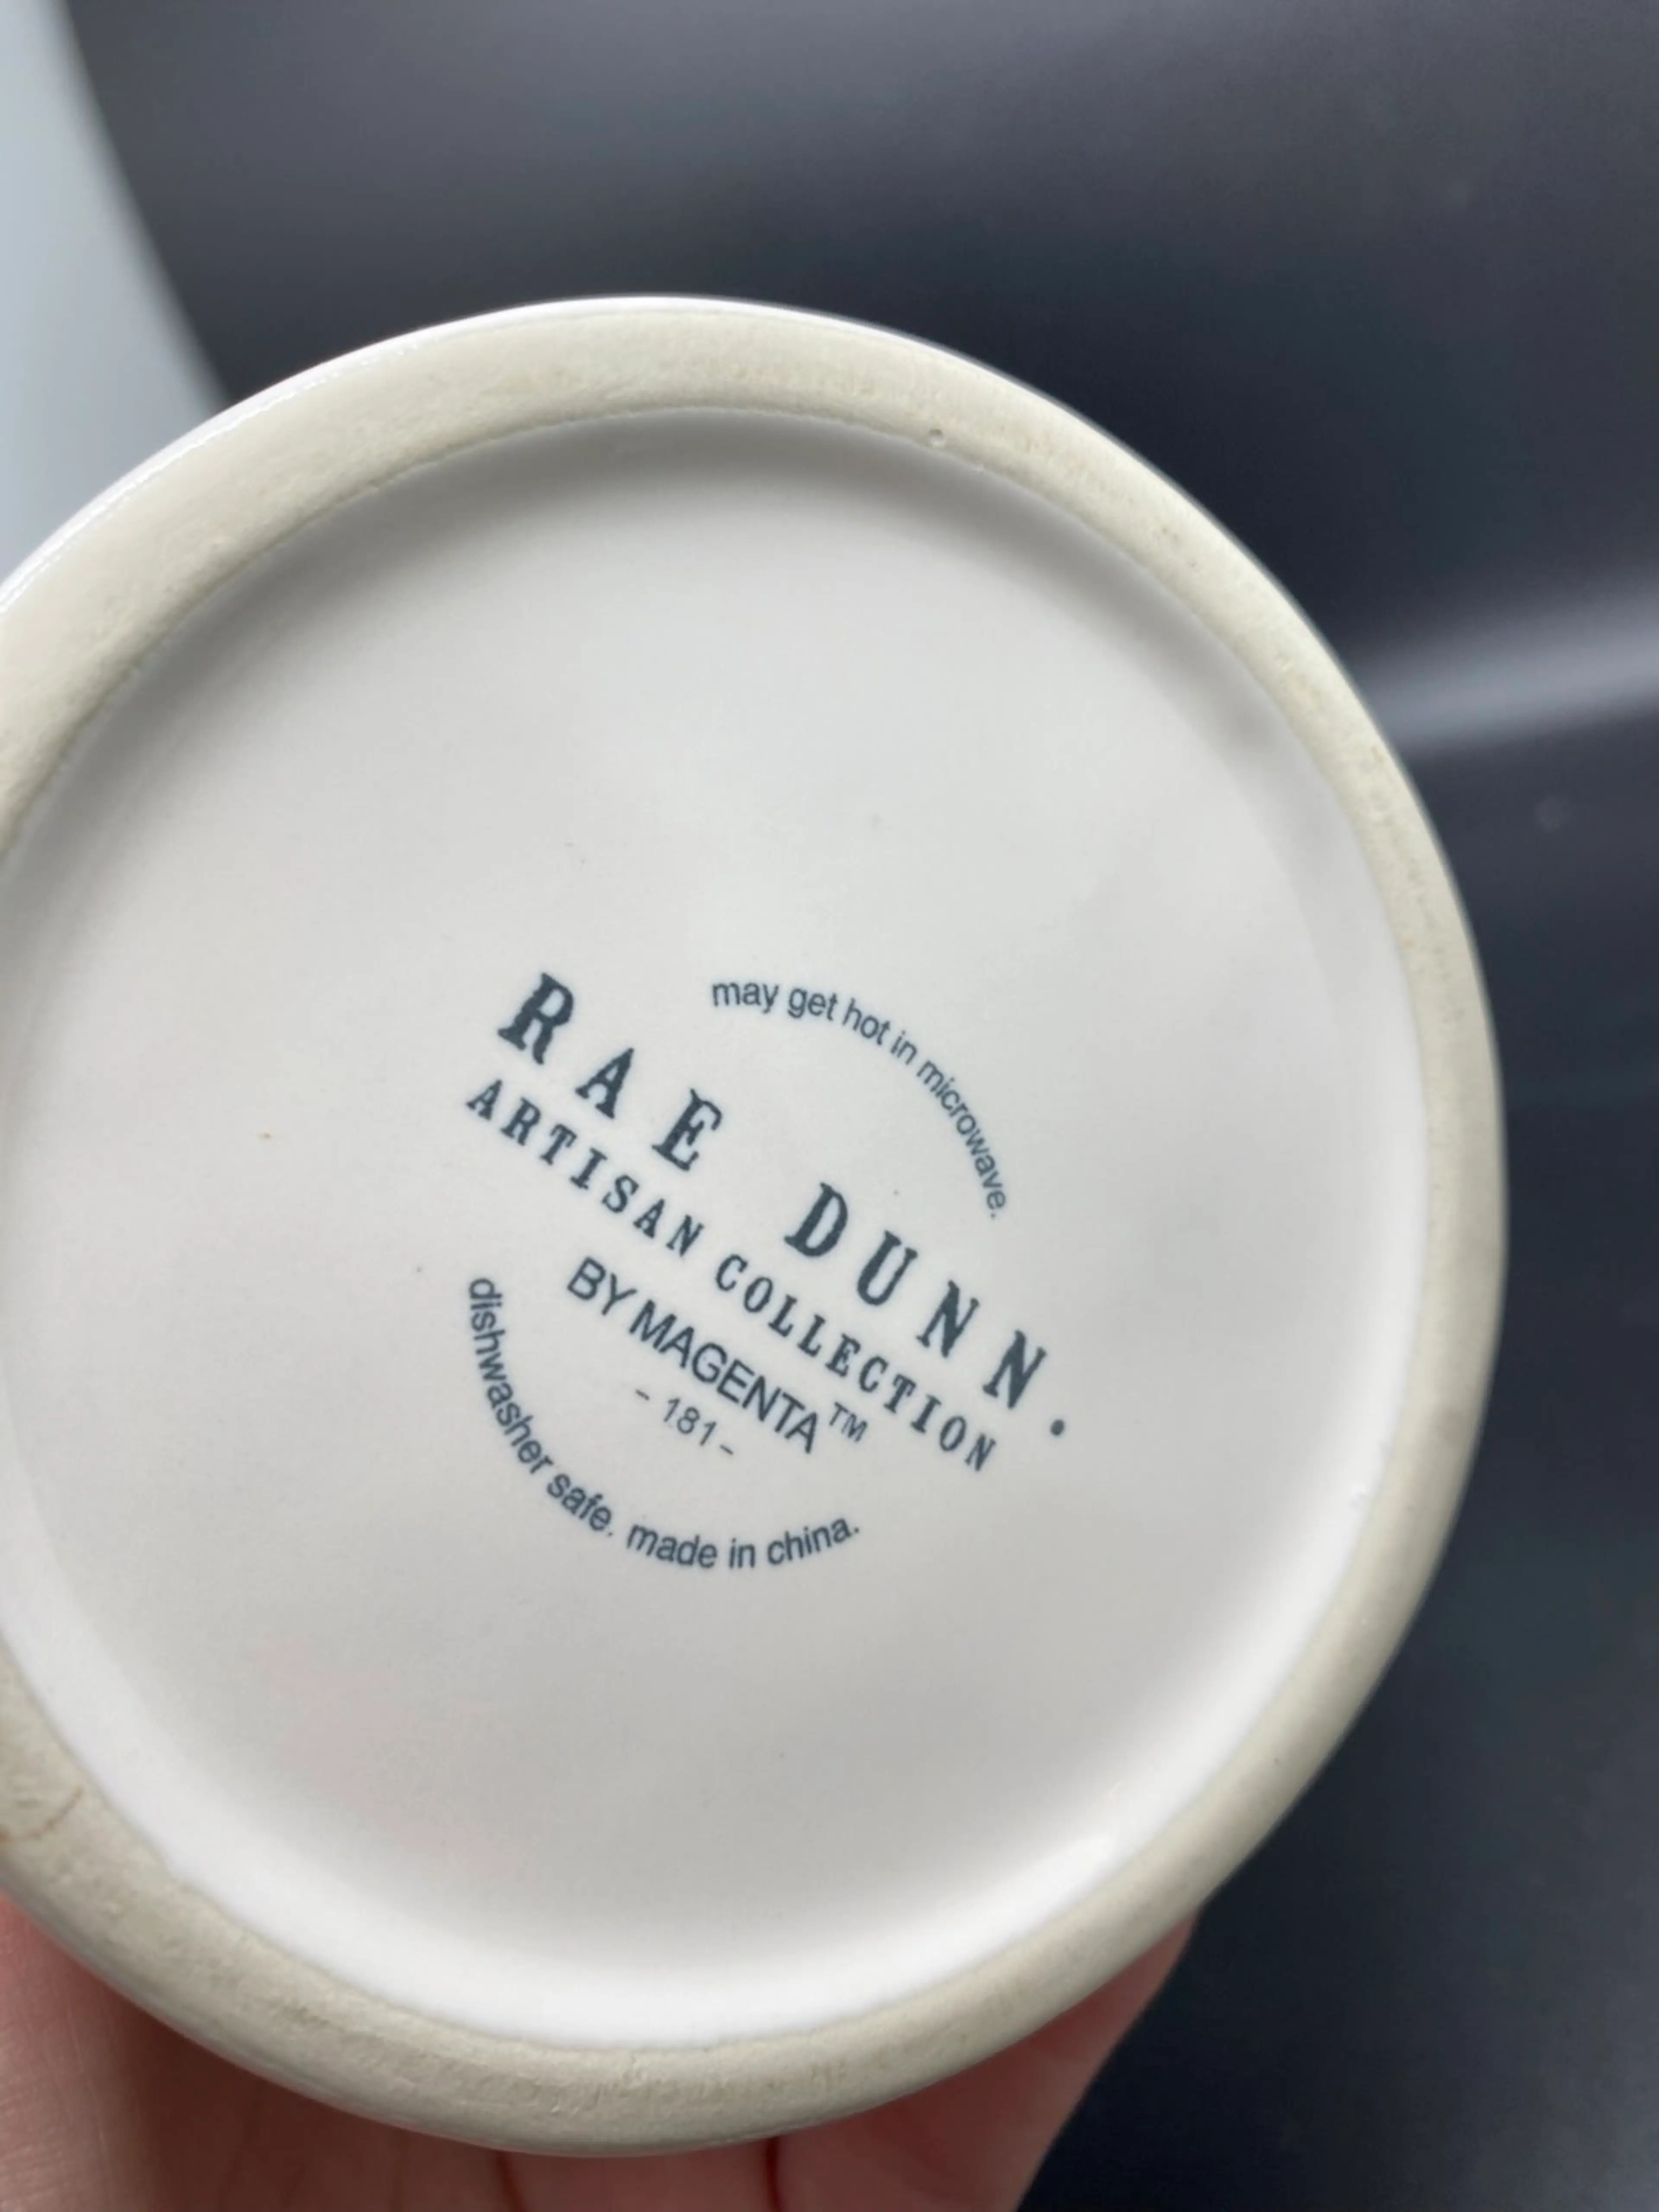 may get hot in microwave.
RAE DUNN.
ARTISAN COLLECTION
BY MAGENTA™
- 181 -
dishwasher safe. made in china.